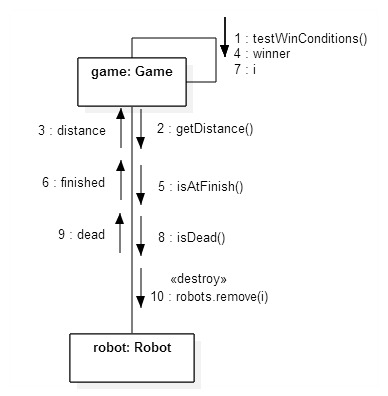 1 : testWinConditions()
4 : winner
7 : i
game: Game
3 : distance
2 : getDistance()
6 : finished
5 : isAtFinish()
9 : dead
8 : isDead()
«destroy»
10 : robots.remove(i)
robot: Robot